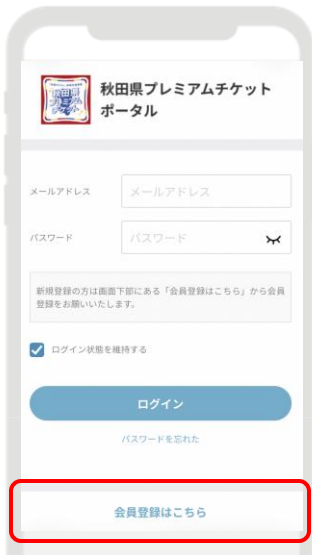 秋田県プレミアムチケット
ポータル
メールアドレス
メールアドレス
パスワード
パスワード
新規登録の方は画面下部にある「会員登録はこちら」から会員
登録をお願いいたします。
ログイン状態を維持する
ログイン
パスワードを忘れた
会員登録はこちら